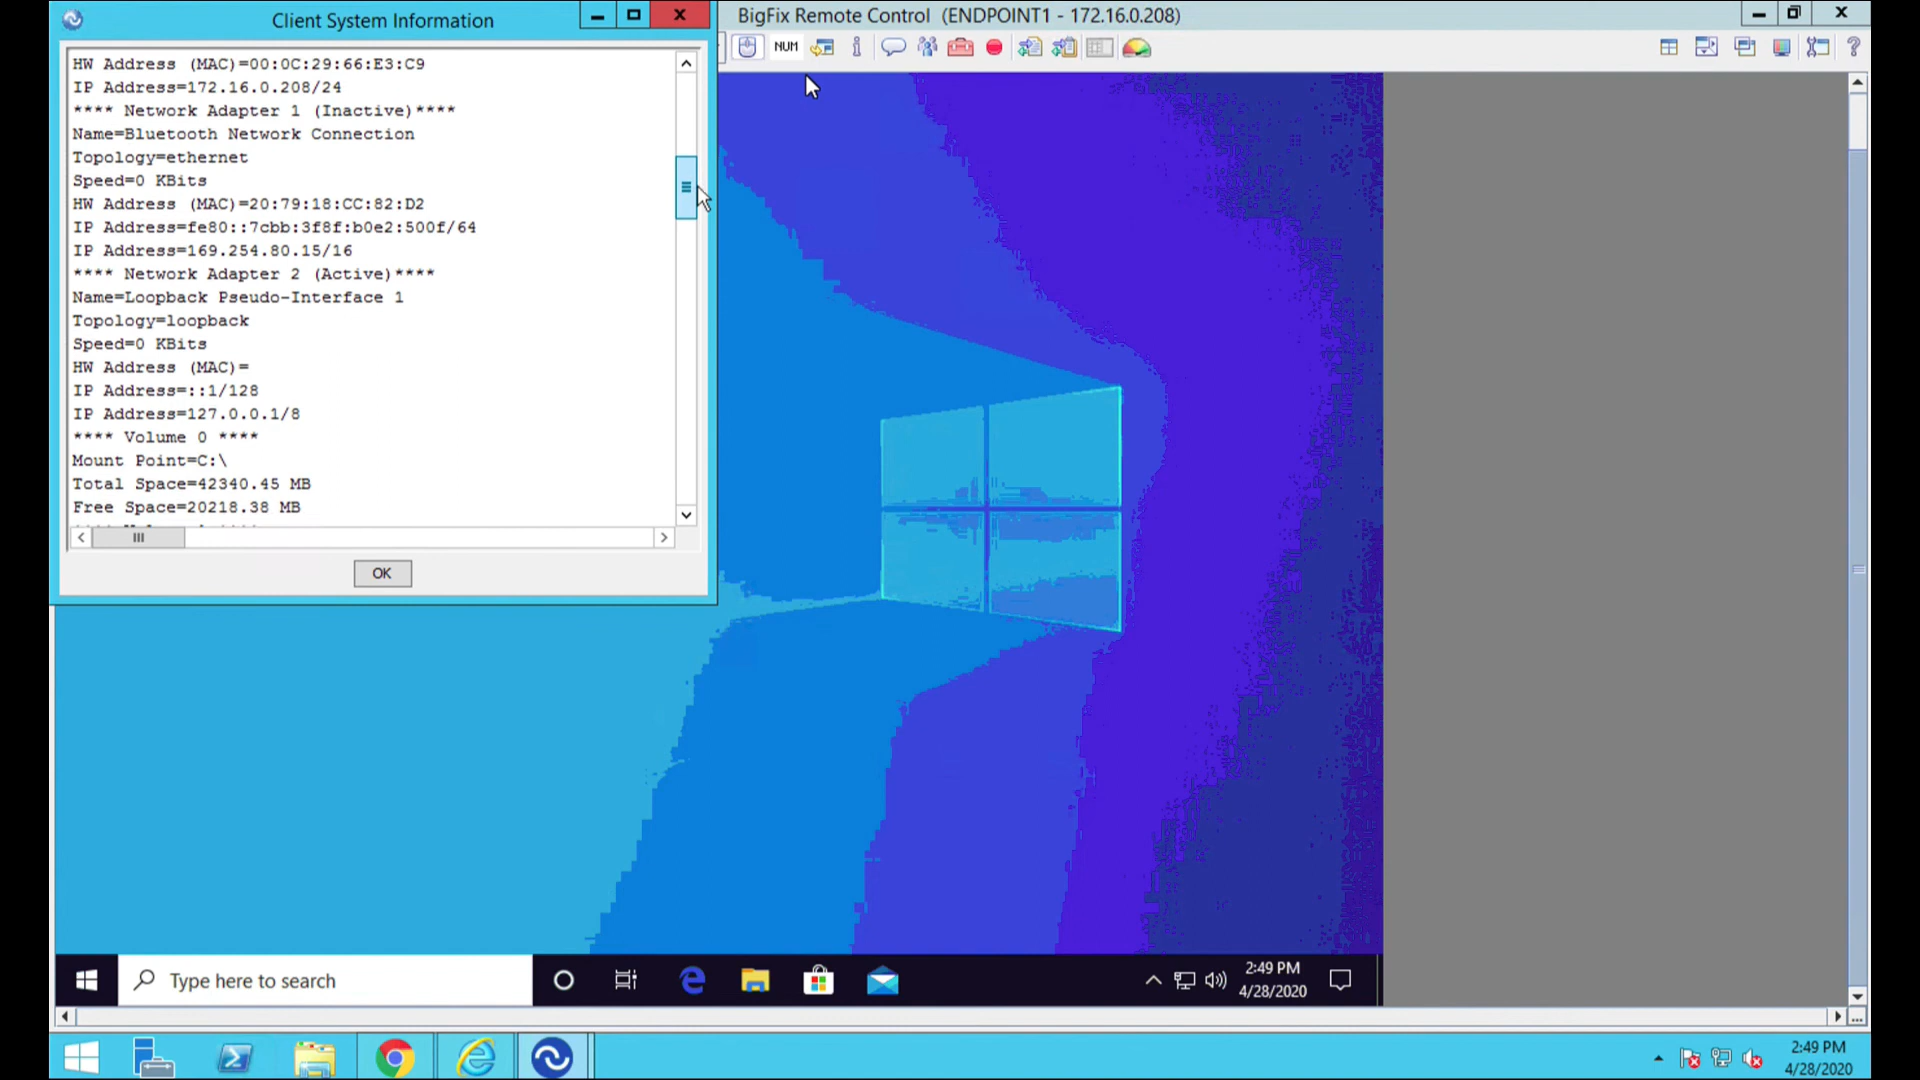 Client System Information
BigFix Remote Control (ENDPOINT1 - 172.16.0.208)
NUM
HW Address (MAC)=00:0C:29:66:E3:C9
IP Address=172.16.0.208/24
**** Network Adapter 1 (Inactive)****
Name=Bluetooth Network Connection
Topology=ethernet
Speed=0 KBits
HW Address (MAC)=20:79:18:CC:82:D2
IP Address=fe80::7cbb:3f8f:b0e2:500f/64
IP Address=169.254.80.15/16
**** Network Adapter 2 (Active)****
Name=Loopback Pseudo-Interface 1
Topology=loopback
Speed=0 KBits
HW Address (MAC)=
IP Address=::1/128
IP Address=127.0.0.1/8
**** Volume 0 ****
Mount Point=C:\
Total Space=42340.45 MB
Free Space=20218.38 MB
OK
Type here to search
2:49 PM
4/28/2020
2:49 PM
4/28/2020